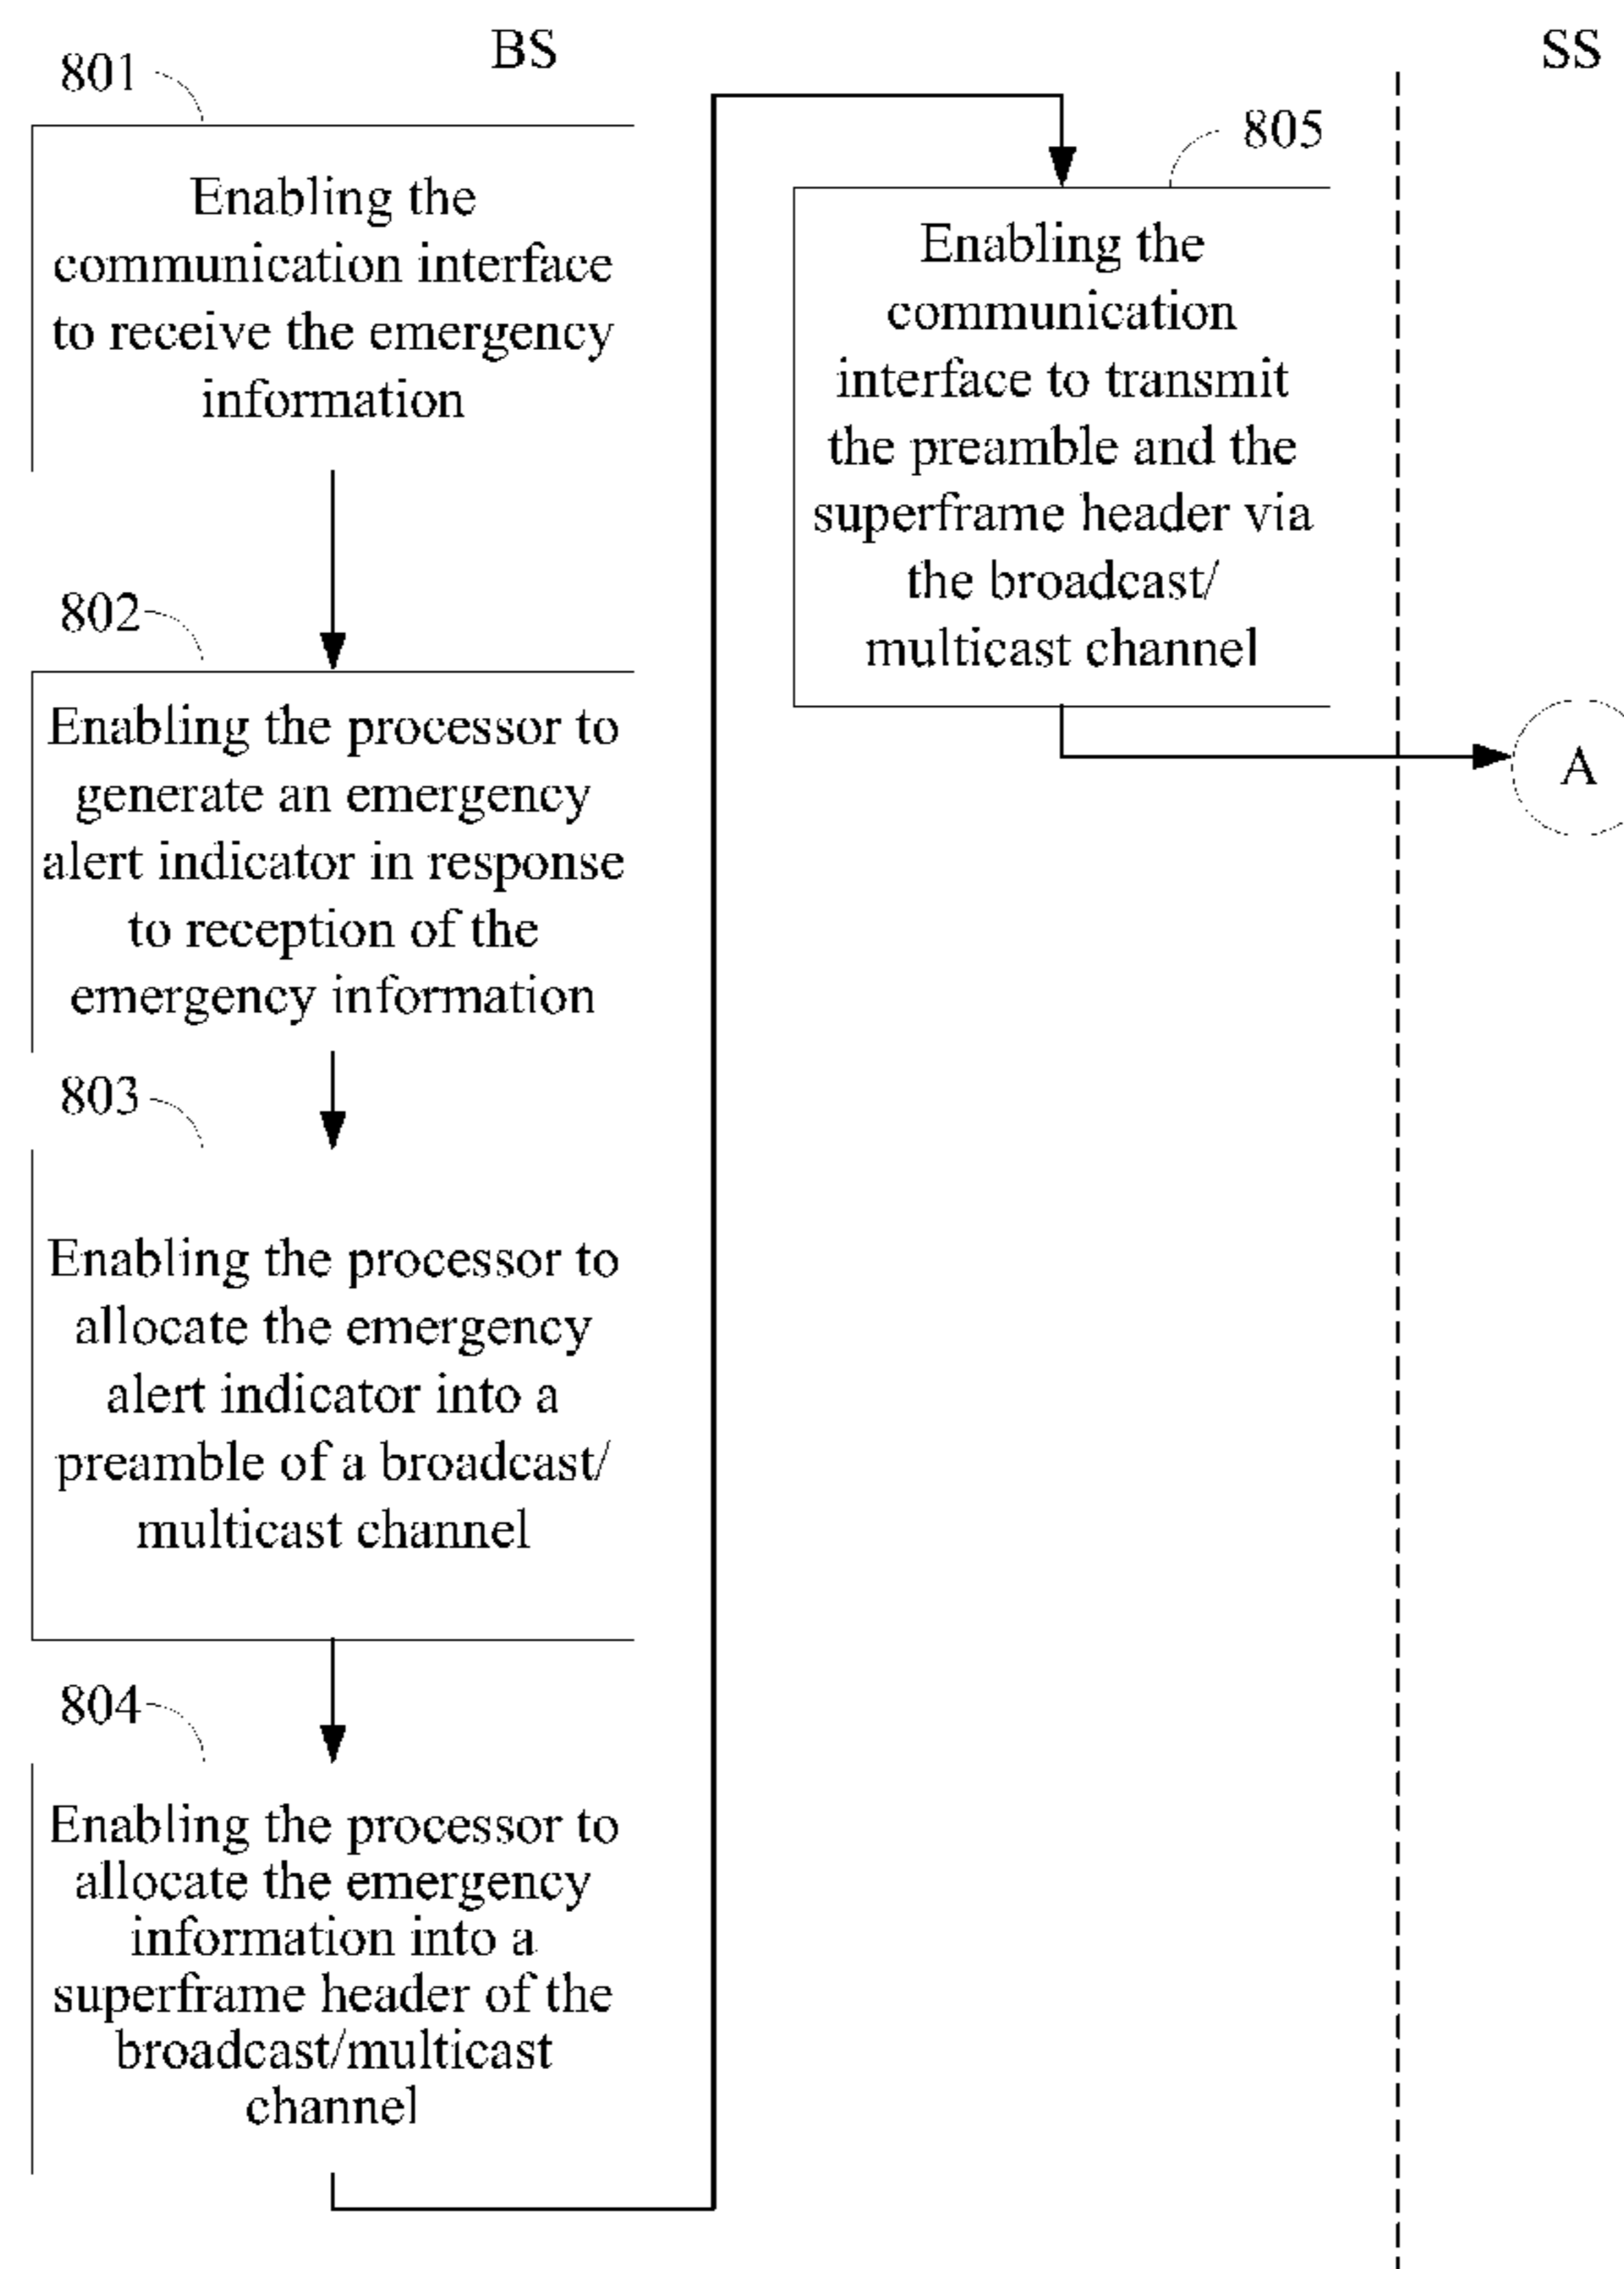 BS
801
Enabling the
communication interface
to receive the emergency
information
802
Enabling the processor to
generate an emergency
alert indicator in response
to reception of the
emergency information
803
Enabling the processor to
allocate the emergency
alert indicator into a
preamble of a broadcast/
multicast channel
804
Enabling the processor to
allocate the emergency
information into a
superframe header of the
broadcast/multicast
channel
805
Enabling the
communication
interface to transmit
the preamble and the
superframe header via
the broadcast/
multicast channel
SS
A